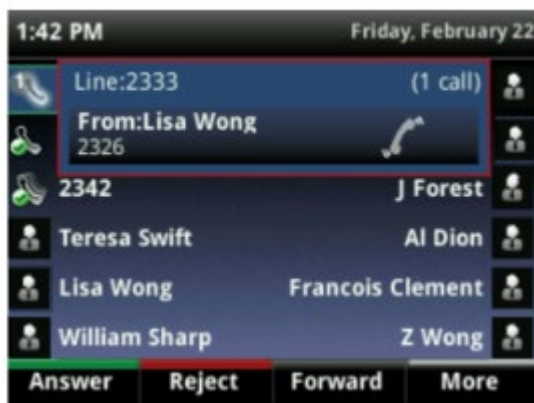 1:42 PM Friday, February 22
1
Line:2333 (1 call)
From:Lisa Wong
2326
2342 J Forest
Teresa Swift Al Dion
Lisa Wong Francois Clement
William Sharp Z Wong
Answer Reject Forward More